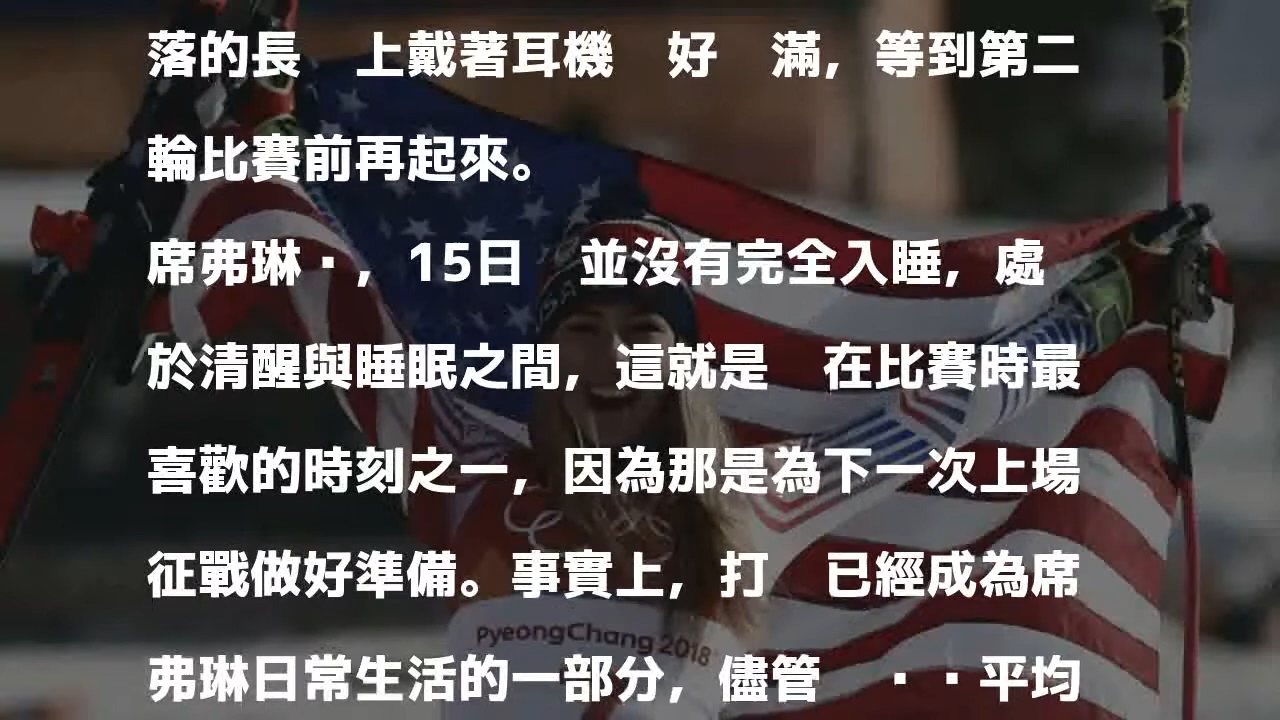 落的長　上戴著耳機　好　滿，等到第二
輪比賽前再起來。
席弗琳·，15日　並沒有完全入睡，處
於清醒與睡眠之間，這就是　在比賽時最
喜歡的時刻之一，因為那是為下一次上場
征戰做好準備。事實上，打　已經成為席
弗琳日常生活的一部分，儘管　··平均
PyeongChang 2018